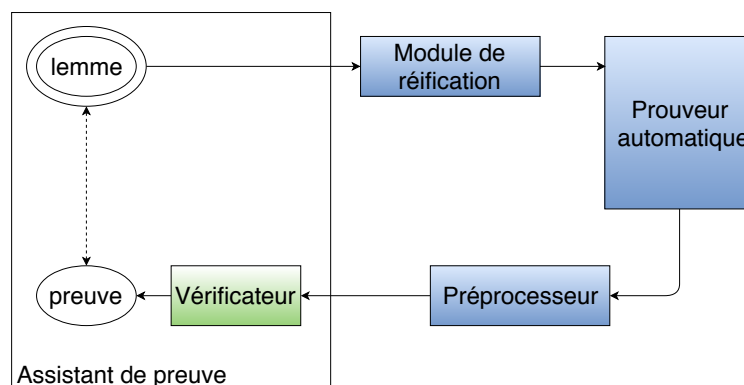 lemme
Module de
réification
Prouveur
automatique
preuve
Vérificateur
Préprocesseur
Assistant de preuve